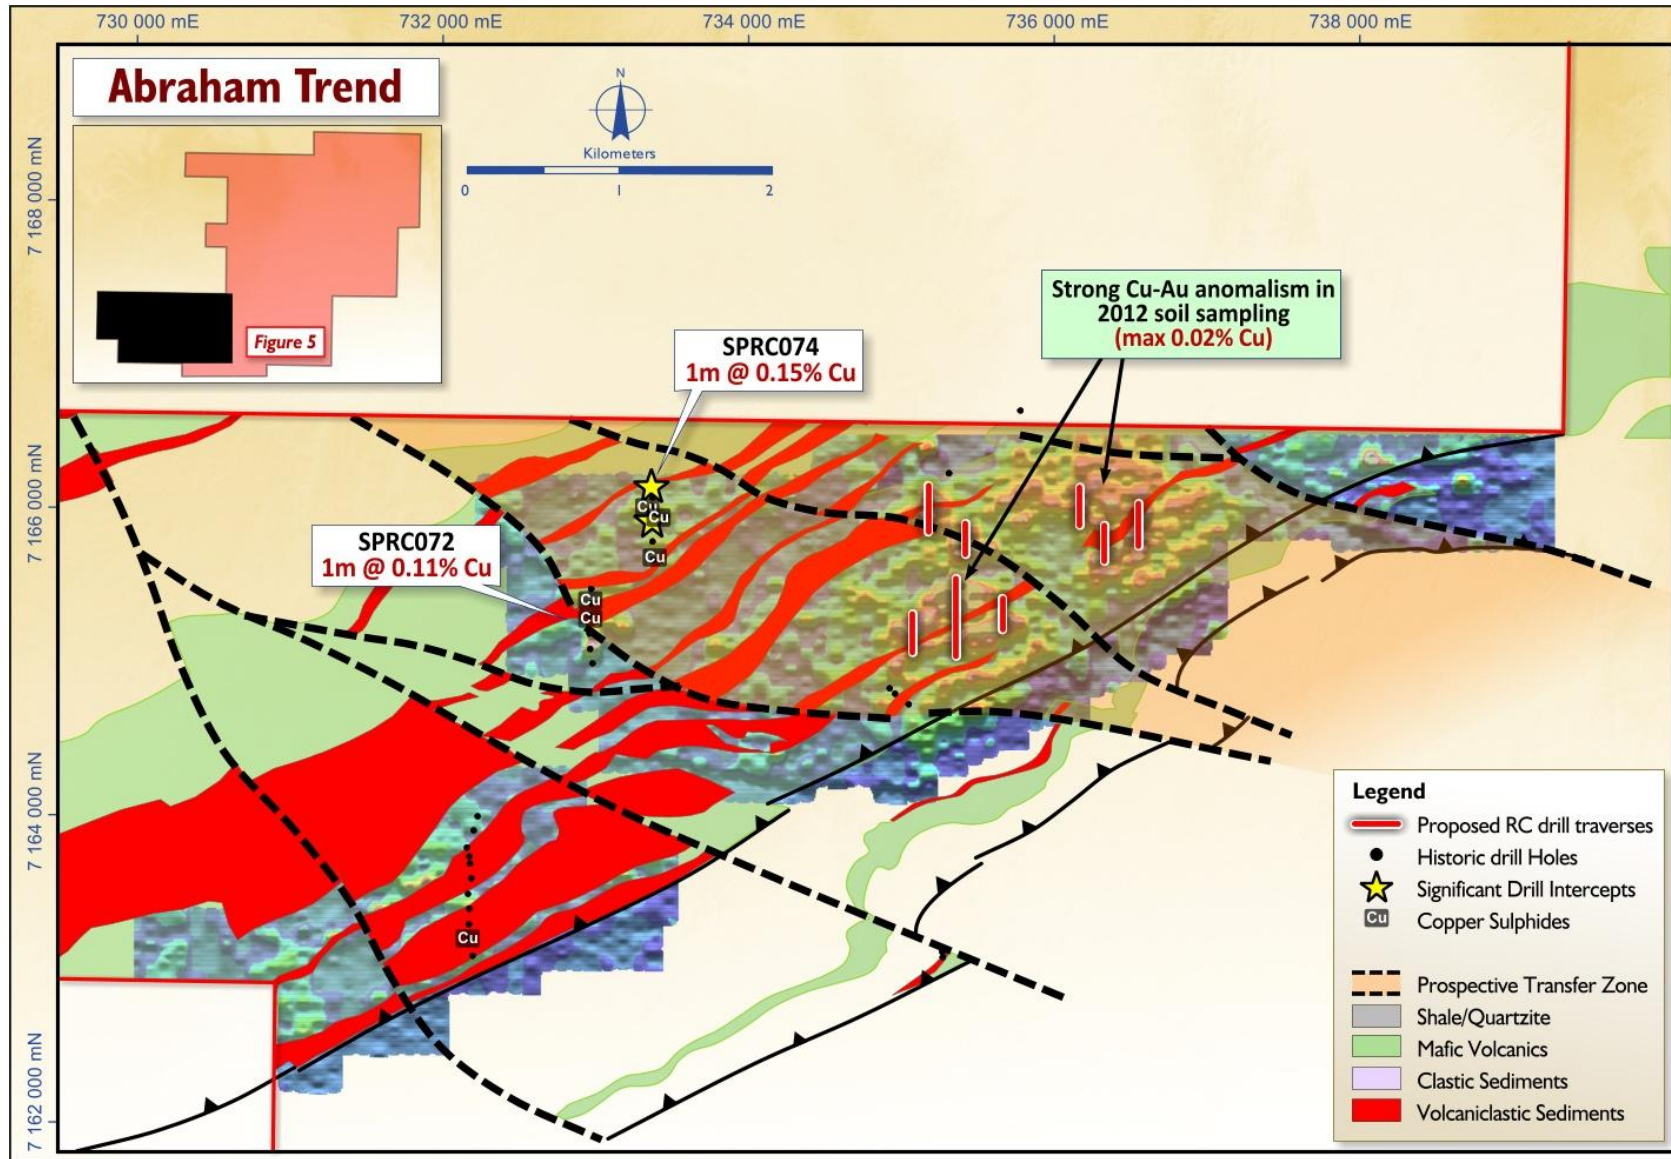 730 000 mE
732 000 mE
734 000 mE
736 000 mE
738 000 mE
Abraham Trend
Figure 5
N
Kilometers
0
1
2
7 168 000 mN
7 166 000 mN
7 164 000 mN
7 162 000 mN
Strong Cu-Au anomalism in
2012 soil sampling
(max 0.02% Cu)
SPRC074
1m @ 0.15% Cu
SPRC072
1m @ 0.11% Cu
Cu
Cu
Cu
Cu
Cu
Cu
Legend
Proposed RC drill traverses
Historic drill Holes
Significant Drill Intercepts
Cu Copper Sulphides
Prospective Transfer Zone
Shale/Quartzite
Mafic Volcanics
Clastic Sediments
Volcaniclastic Sediments